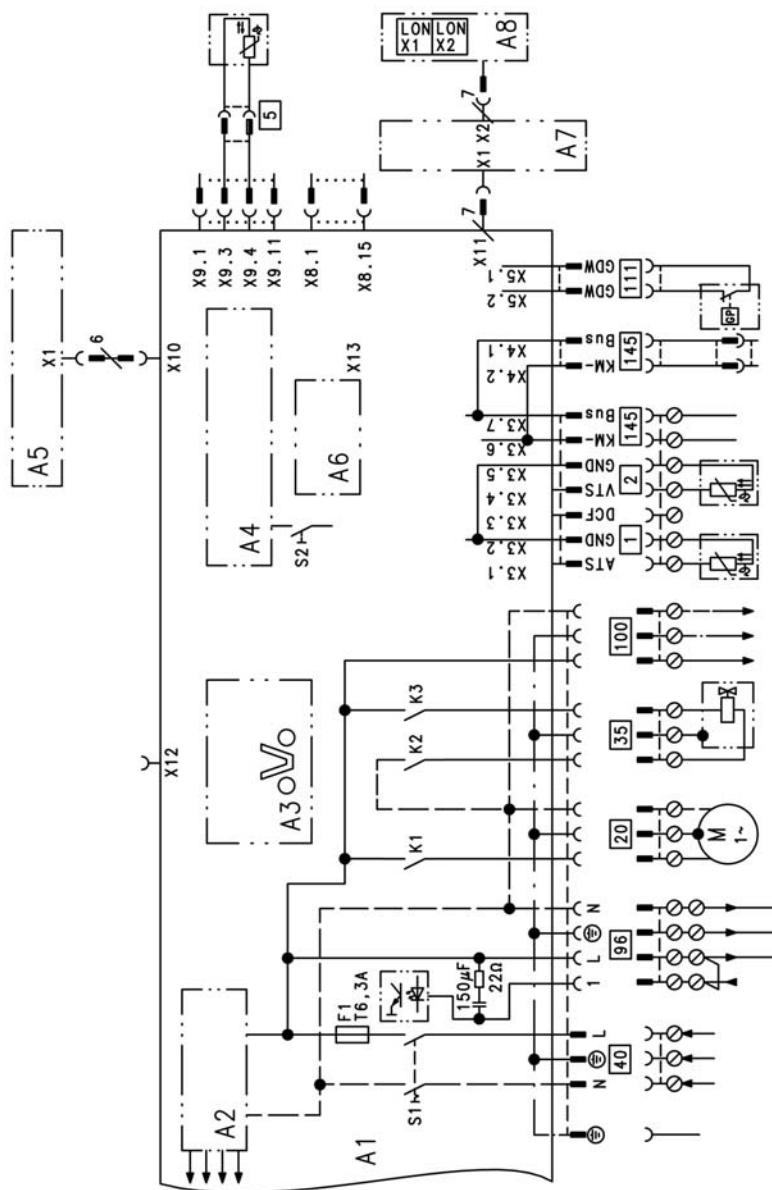 LON LON
X1 X2
A8
7
X1 X2
A7
7
X11
5
X9.1
X9.3
X9.4
X9.11
X8.1
X8.15
A5
X1
6
X10
A4
S2
A6
X13
X12
A3
A2
A1
F1
T6,3A
S1
150µF
22Ω
K1
K2
K3
X5.1
X5.2
X4.1
X4.2
X3.7
X3.6
X3.5
X3.4
X3.3
X3.2
X3.1
GDW
GDW
Bus
KM-
Bus
KM-
GND
VTS
DCF
GND
ATS
111
GP
145
145
2
1
100
35
20
M
1~
N
L
1
96
L
N
40